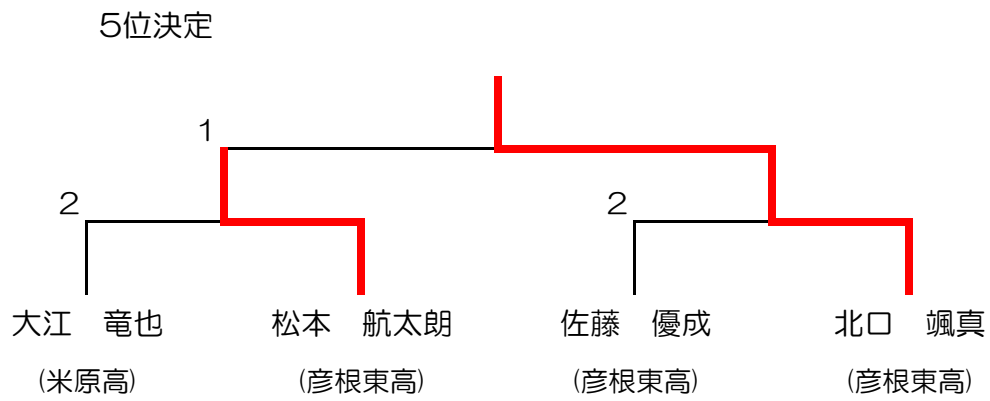 5位決定
1
2
2
大江　竜也　松本　航太朗　佐藤　優成　北口　颯真
(米原高)　(彦根東高)　(彦根東高)　(彦根東高)